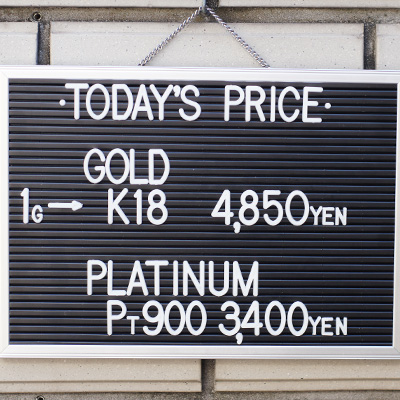 ·TODAY'S PRICE·
GOLD
1G→ K18 4,850YEN
PLATINUM
PT900 3,400YEN